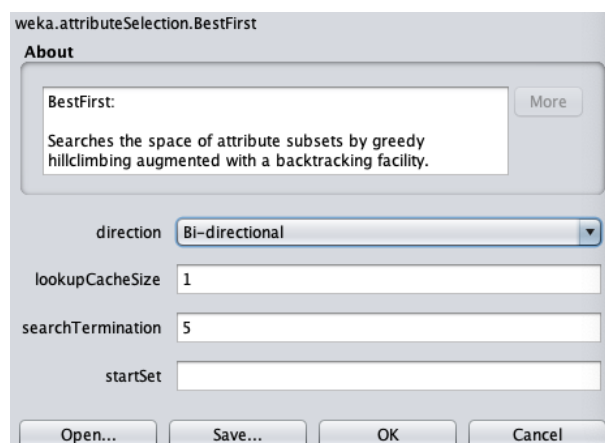 weka.attributeSelection.BestFirst
About
BestFirst:
More
Searches the space of attribute subsets by greedy
hillclimbing augmented with a backtracking facility.
direction Bi-directional
lookupCacheSize 1
searchTermination 5
startSet
Open... Save... OK Cancel